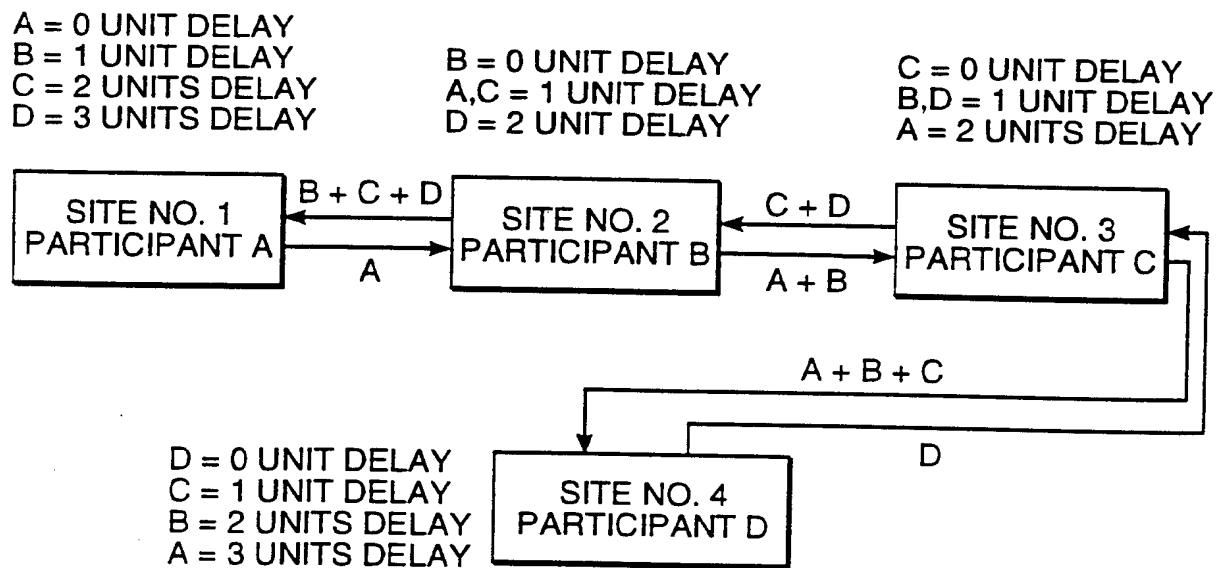 A = 0 UNIT DELAY
B = 1 UNIT DELAY
C = 2 UNITS DELAY
D = 3 UNITS DELAY
B = 0 UNIT DELAY
A,C = 1 UNIT DELAY
D = 2 UNIT DELAY
C = 0 UNIT DELAY
B,D = 1 UNIT DELAY
A = 2 UNITS DELAY
SITE NO. 1
PARTICIPANT A
B + C + D
A
SITE NO. 2
PARTICIPANT B
C + D
A + B
SITE NO. 3
PARTICIPANT C
A + B + C
D
D = 0 UNIT DELAY
C = 1 UNIT DELAY
B = 2 UNITS DELAY
A = 3 UNITS DELAY
SITE NO. 4
PARTICIPANT D